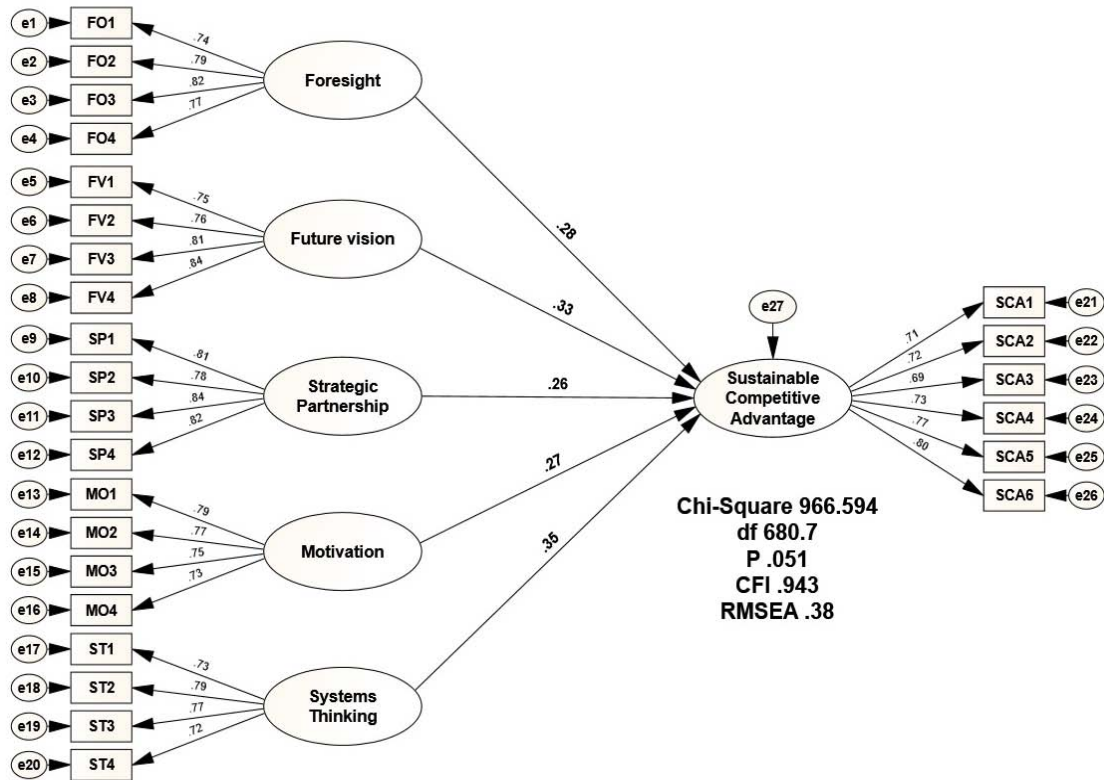 e1
FO1
.74
e2
FO2
.79
e3
FO3
.82
e4
FO4
.77
Foresight
e5
FV1
.75
e6
FV2
.76
e7
FV3
.81
e8
FV4
.84
Future vision
e9
SP1
.81
e10
SP2
.78
e11
SP3
.84
e12
SP4
.82
Strategic
Partnership
e13
MO1
.79
e14
MO2
.77
e15
MO3
.75
e16
MO4
.73
Motivation
e17
ST1
.73
e18
ST2
.79
e19
ST3
.77
e20
ST4
.72
Systems
Thinking
.28
.33
.26
.27
.35
e27
Sustainable
Competitive
Advantage
.71
SCA1
e21
.72
SCA2
e22
.69
SCA3
e23
.73
SCA4
e24
.77
SCA5
e25
.80
SCA6
e26
Chi-Square 966.594
df 680.7
P .051
CFI .943
RMSEA .38